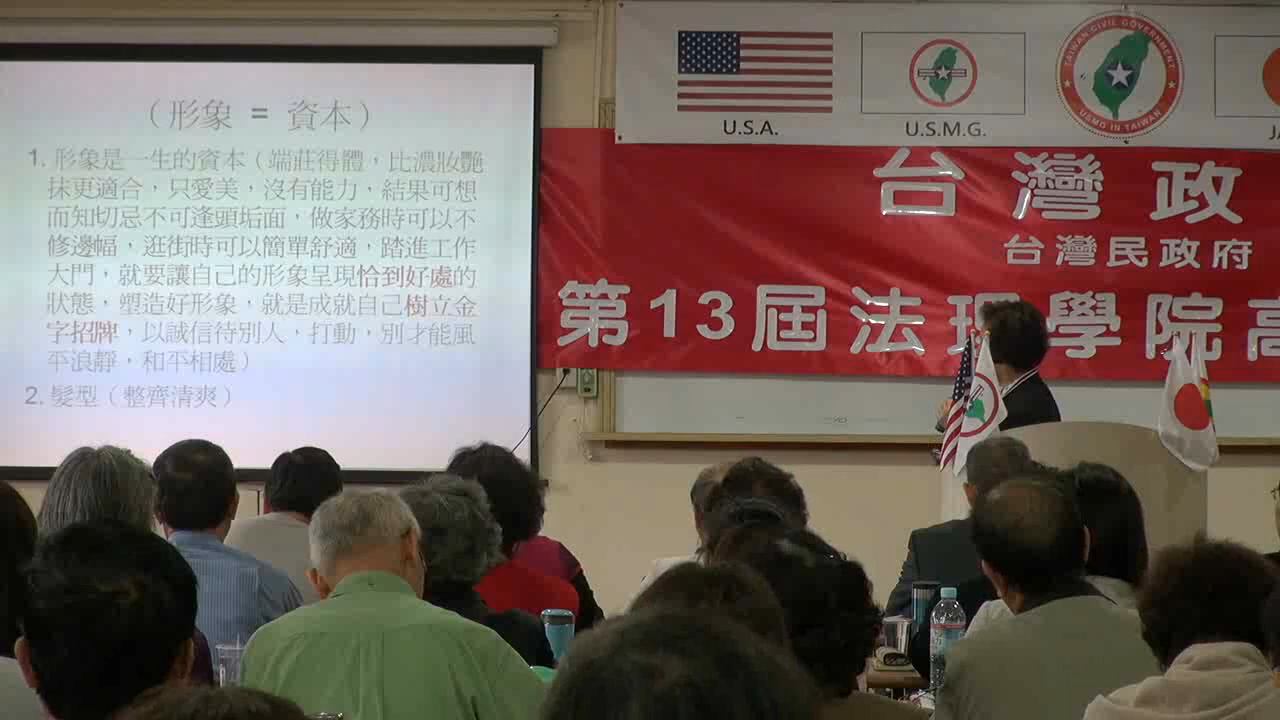 （形象 = 資本）
1. 形象是一生的資本（端莊得體，比濃妝艷
抹更適合，只愛美，沒有能力，結果可想
而知切忌不可逢頭垢面，做家務時可以不
修邊幅，逛街時可以簡單舒適，踏進工作
大門，就要讓自己的形象呈現恰到好處的
狀態，塑造好形象，就是成就自己樹立金
字招牌，以誠信待別人，打動，別才能風
平浪靜，和平相處）
2. 髮型（整齊清爽）
U.S.A.
U.S.M.G.
TAIWAN CIVIL GOVERNMENT
USMG IN TAIWAN
J
台灣政
台灣民政府
第13屆法理學院高